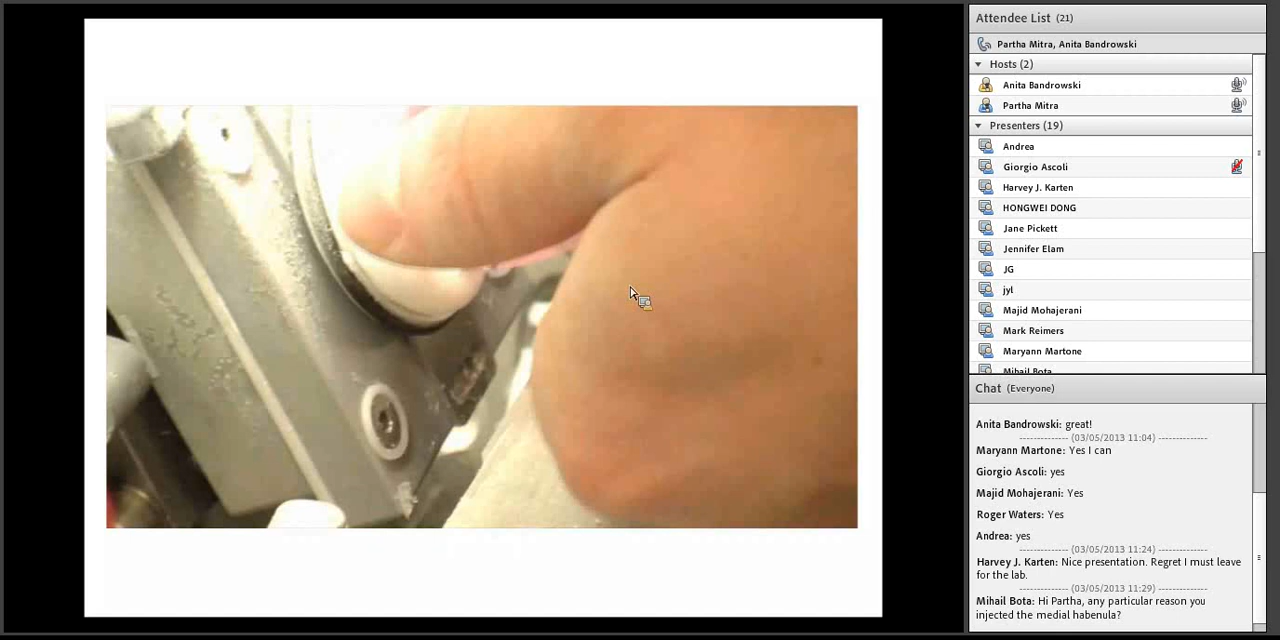 Attendee List (21)
Partha Mitra, Anita Bandrowski
Hosts (2)
Anita Bandrowski
Partha Mitra
Presenters (19)
Andrea
Giorgio Ascoli
Harvey J. Karten
HONGWEI DONG
Jane Pickett
Jennifer Elam
JG
jyl
Majid Mohajerani
Mark Reimers
Maryann Martone
Mihail Bota
Chat (Everyone)
Anita Bandrowski: great!
-------------- (03/05/2013 11:04) --------------
Maryann Martone: Yes I can
Giorgio Ascoli: yes
Majid Mohajerani: Yes
Roger Waters: Yes
Andrea: yes
-------------- (03/05/2013 11:24) --------------
Harvey J. Karten: Nice presentation. Regret I must leave
for the lab.
-------------- (03/05/2013 11:29) --------------
Mihail Bota: Hi Partha, any particular reason you
injected the medial habenula?